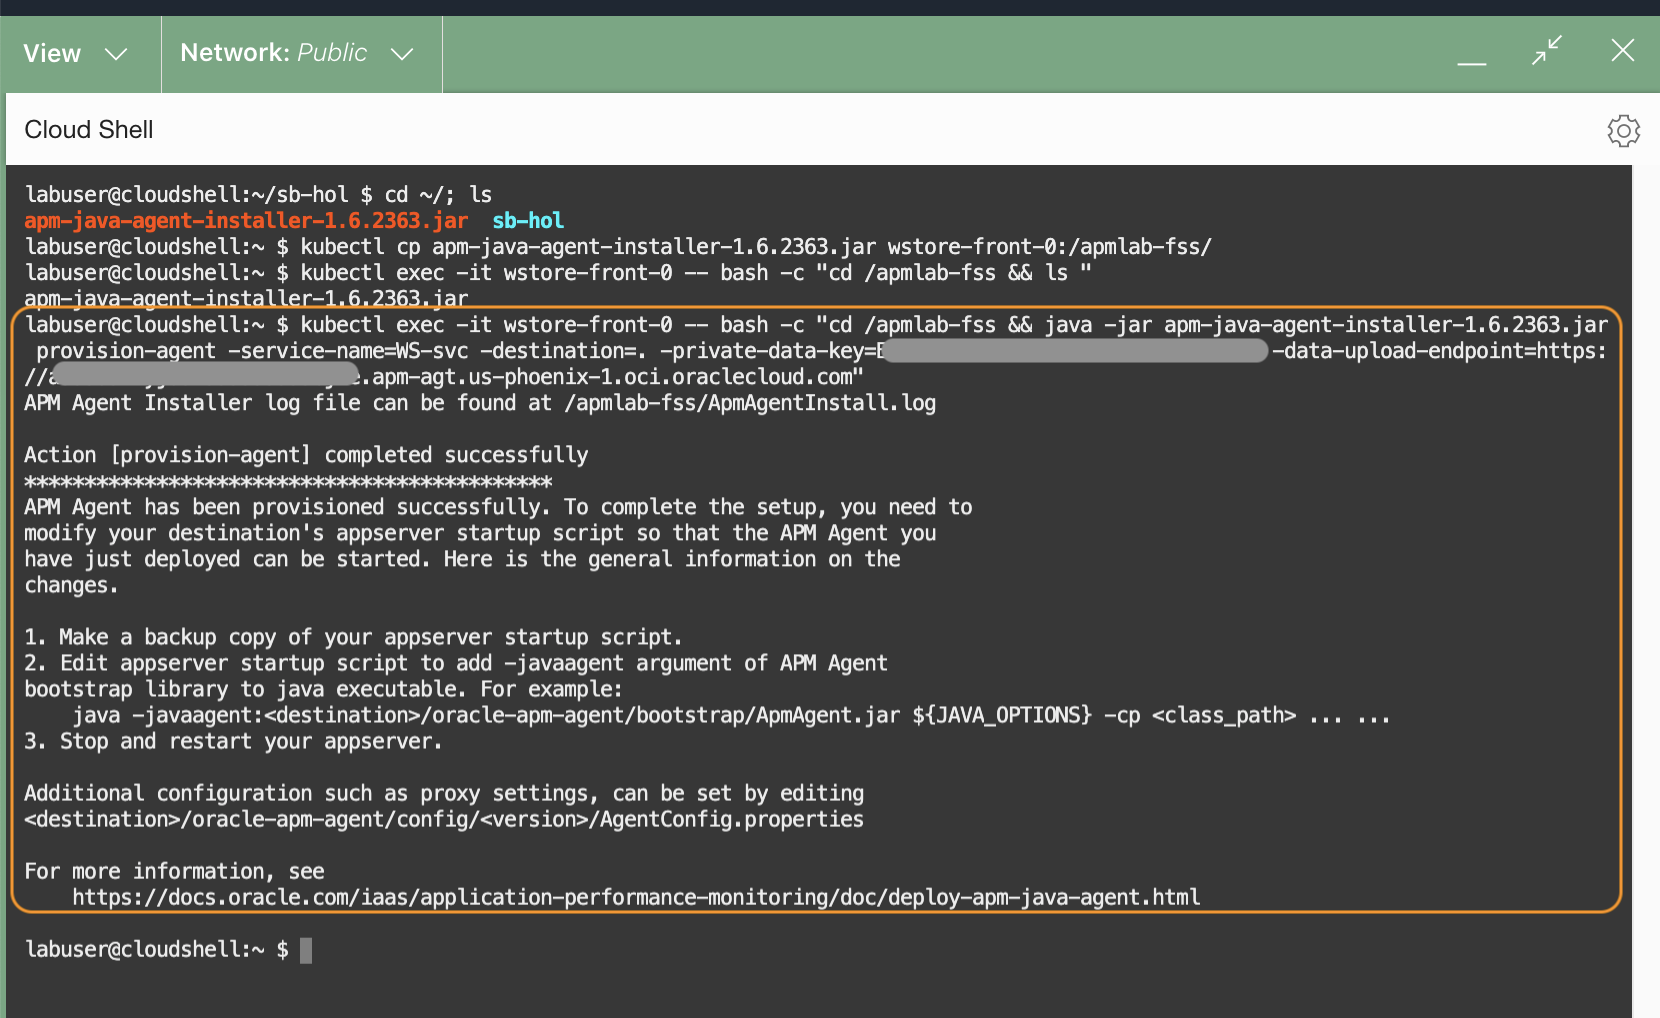 View
Network: Public
Cloud Shell
labuser@cloudshell:~/sb-hol $ cd ~/; ls
apm-java-agent-installer-1.6.2363.jar  sb-hol
labuser@cloudshell:~ $ kubectl cp apm-java-agent-installer-1.6.2363.jar wstore-front-0:/apmlab-fss/
labuser@cloudshell:~ $ kubectl exec -it wstore-front-0 -- bash -c "cd /apmlab-fss && ls "
apm-java-agent-installer-1.6.2363.jar
labuser@cloudshell:~ $ kubectl exec -it wstore-front-0 -- bash -c "cd /apmlab-fss && java -jar apm-java-agent-installer-1.6.2363.jar
provision-agent -service-name=WS-svc -destination=. -private-data-key= -data-upload-endpoint=https:
// .apm-agt.us-phoenix-1.oci.oraclecloud.com"
APM Agent Installer log file can be found at /apmlab-fss/ApmAgentInstall.log
Action [provision-agent] completed successfully
********************************************
APM Agent has been provisioned successfully. To complete the setup, you need to
modify your destination's appserver startup script so that the APM Agent you
have just deployed can be started. Here is the general information on the
changes.
1. Make a backup copy of your appserver startup script.
2. Edit appserver startup script to add -javaagent argument of APM Agent
bootstrap library to java executable. For example:
java -javaagent:<destination>/oracle-apm-agent/bootstrap/ApmAgent.jar ${JAVA_OPTIONS} -cp <class_path> ... ...
3. Stop and restart your appserver.
Additional configuration such as proxy settings, can be set by editing
<destination>/oracle-apm-agent/config/<version>/AgentConfig.properties
For more information, see
https://docs.oracle.com/iaas/application-performance-monitoring/doc/deploy-apm-java-agent.html
labuser@cloudshell:~ $